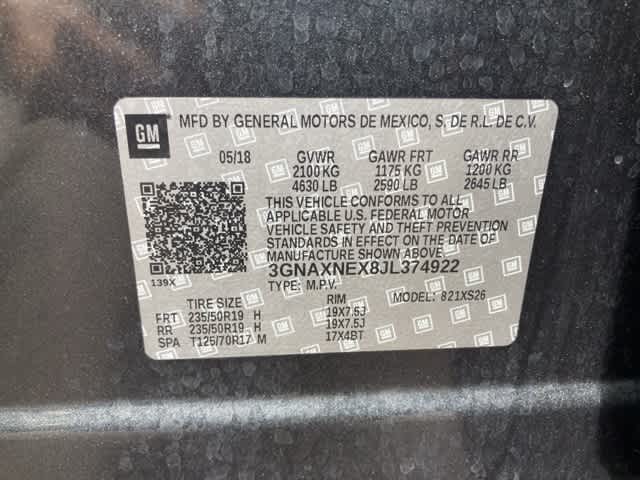 GM MFD BY GENERAL MOTORS DE MEXICO, S. DE R.L. DE C.V.
05/18 GVWR GAWR FRT GAWR RR
2100 KG 1175 KG 1200 KG
4630 LB 2590 LB 2645 LB
THIS VEHICLE CONFORMS TO ALL
APPLICABLE U.S. FEDERAL MOTOR
VEHICLE SAFETY AND THEFT PREVENTION
STANDARDS IN EFFECT ON THE DATE OF
MANUFACTURE SHOWN ABOVE.
3GNAXNEX8JL374922
139X TYPE: M.P.V.
TIRE SIZE RIM MODEL: 821XS26
FRT 235/50R19 H 19X7.5J
RR 235/50R19 H 19X7.5J
SPA T125/70R17 M 17X4BT